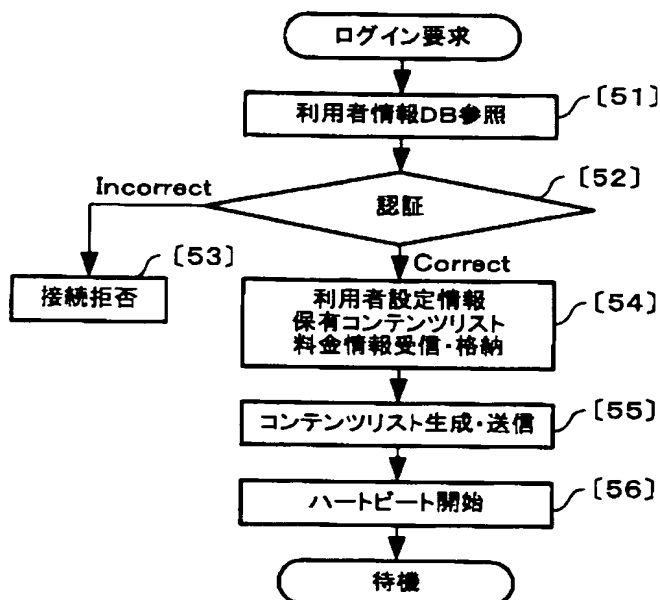 ログイン要求
利用者情報DB参照
〔51〕
認証
〔52〕
Incorrect
Correct
接続拒否
〔53〕
利用者設定情報
保有コンテンツリスト
料金情報受信・格納
〔54〕
コンテンツリスト生成・送信
〔55〕
ハートビート開始
〔56〕
待機